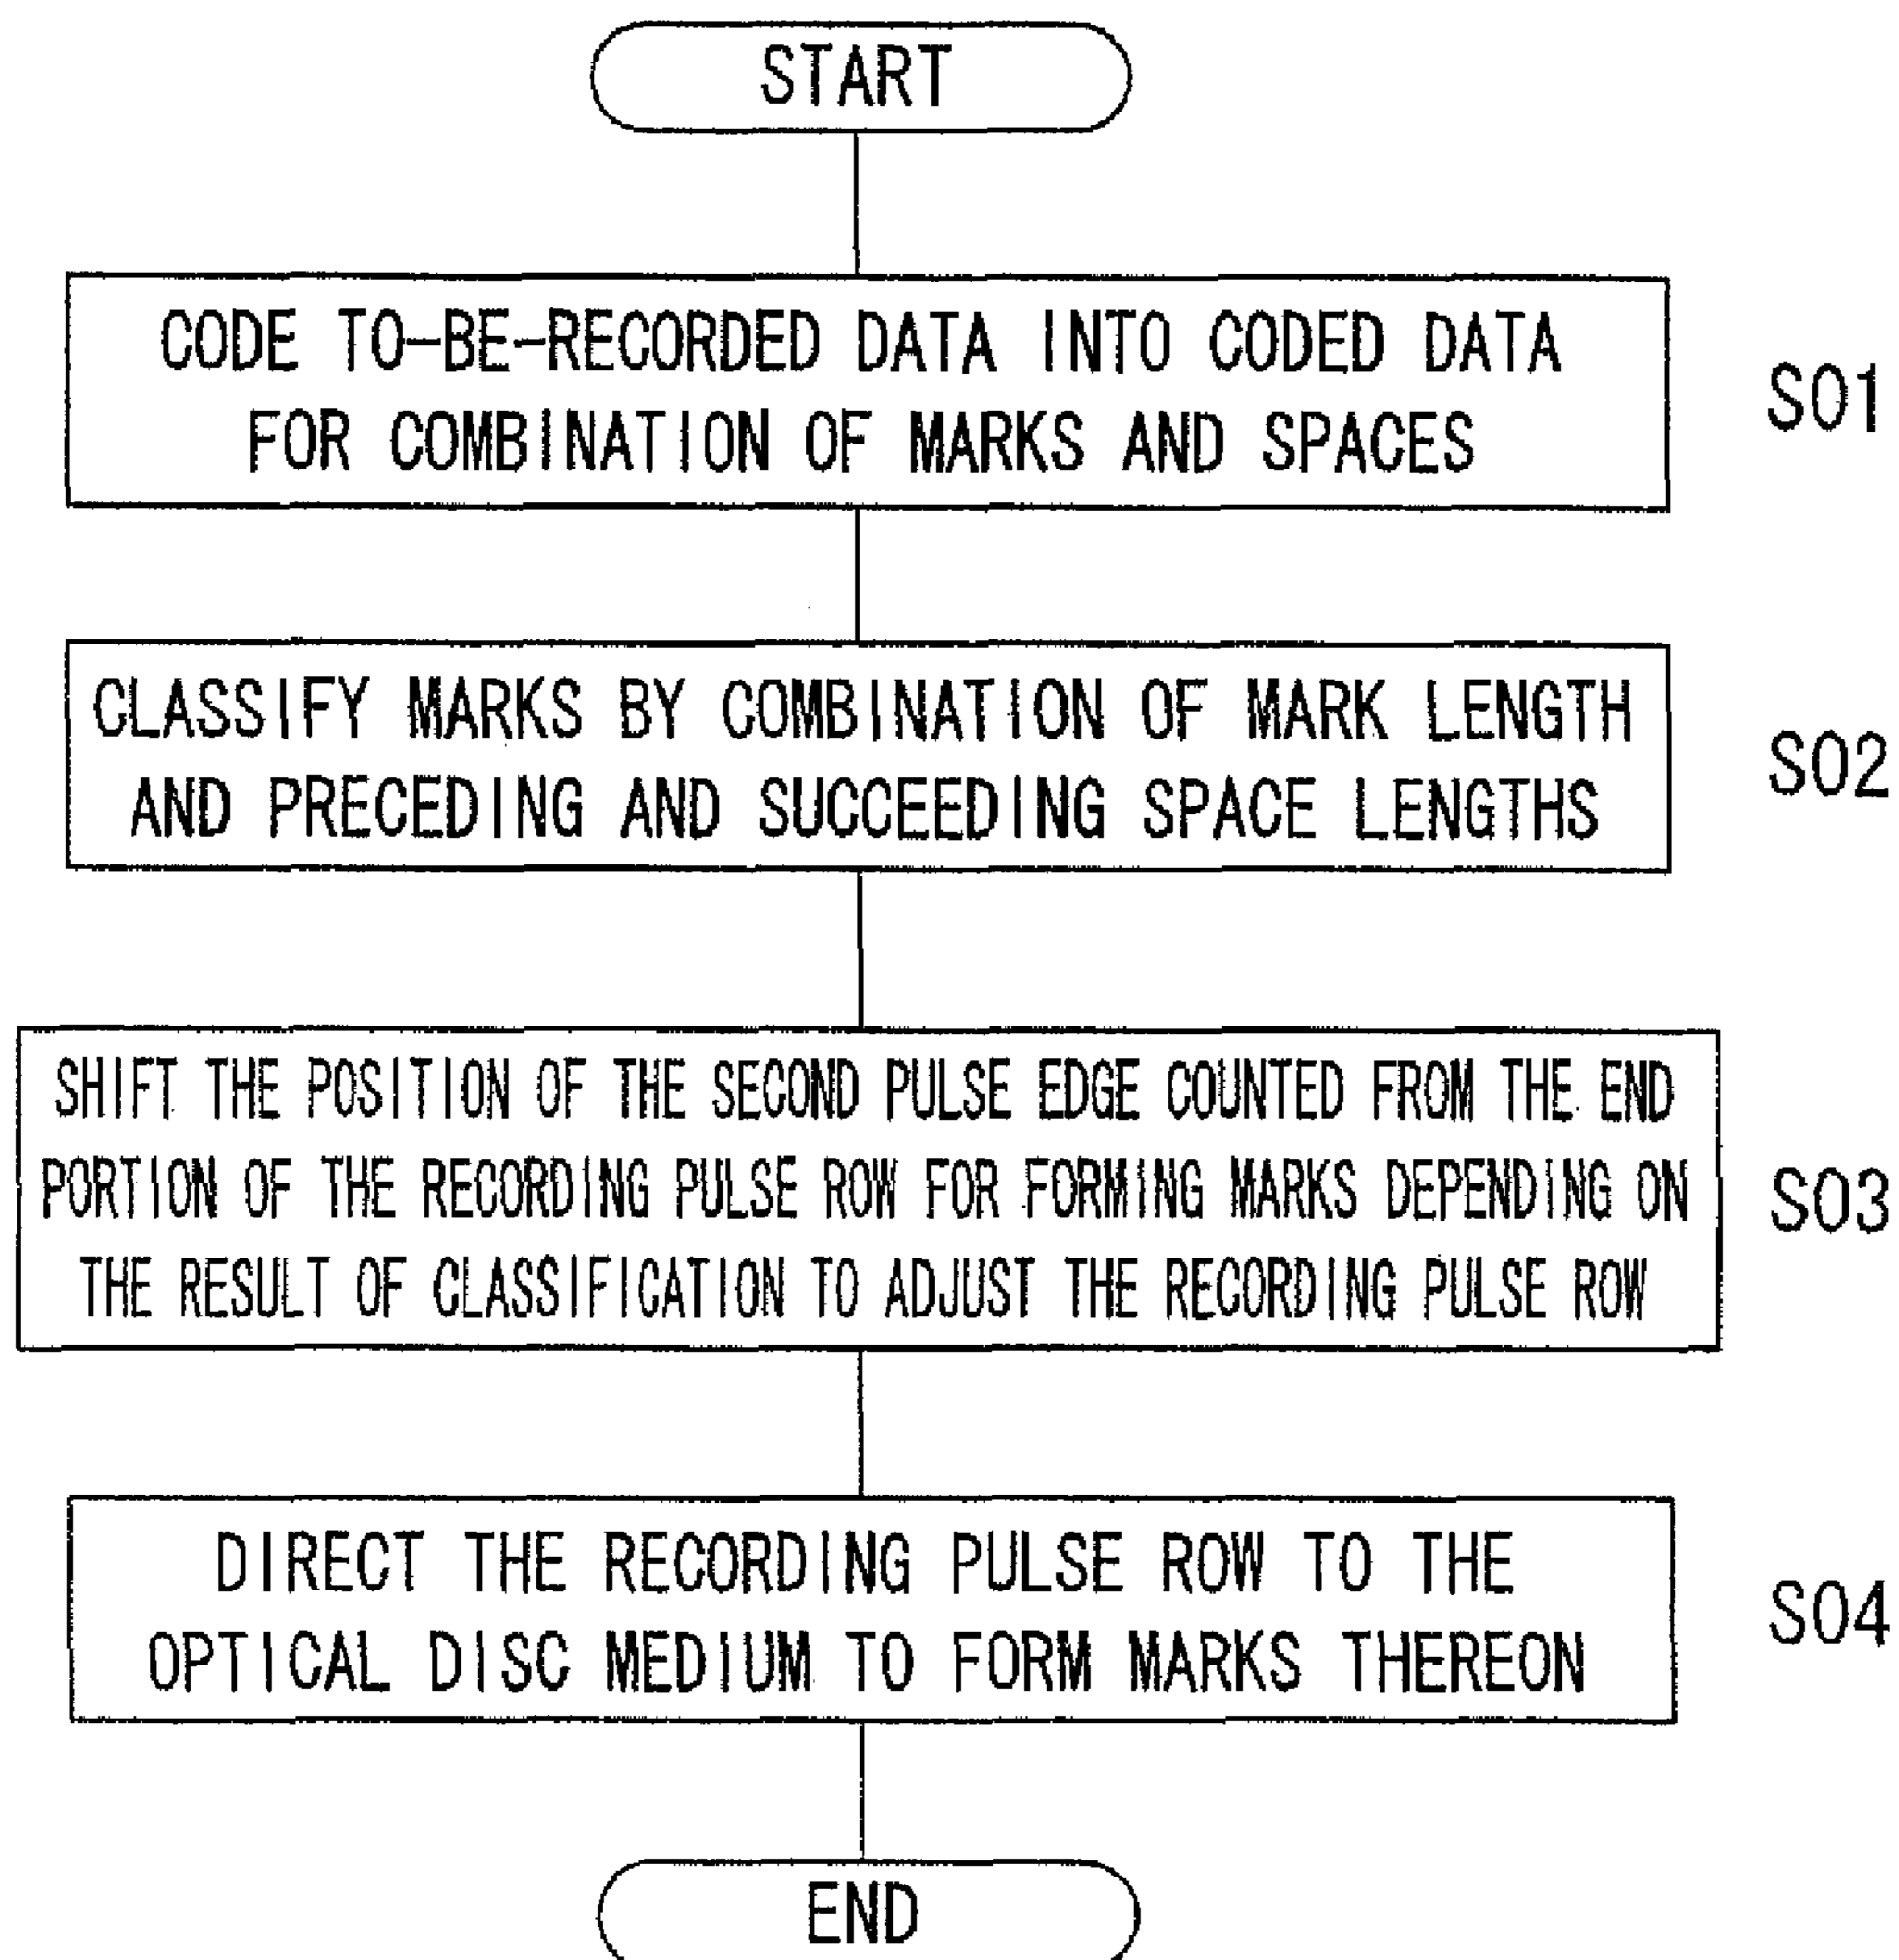 START
CODE TO-BE-RECORDED DATA INTO CODED DATA
FOR COMBINATION OF MARKS AND SPACES
S01
CLASSIFY MARKS BY COMBINATION OF MARK LENGTH
AND PRECEDING AND SUCCEEDING SPACE LENGTHS
S02
SHIFT THE POSITION OF THE SECOND PULSE EDGE COUNTED FROM THE END
PORTION OF THE RECORDING PULSE ROW FOR FORMING MARKS DEPENDING ON
THE RESULT OF CLASSIFICATION TO ADJUST THE RECORDING PULSE ROW
S03
DIRECT THE RECORDING PULSE ROW TO THE
OPTICAL DISC MEDIUM TO FORM MARKS THEREON
S04
END